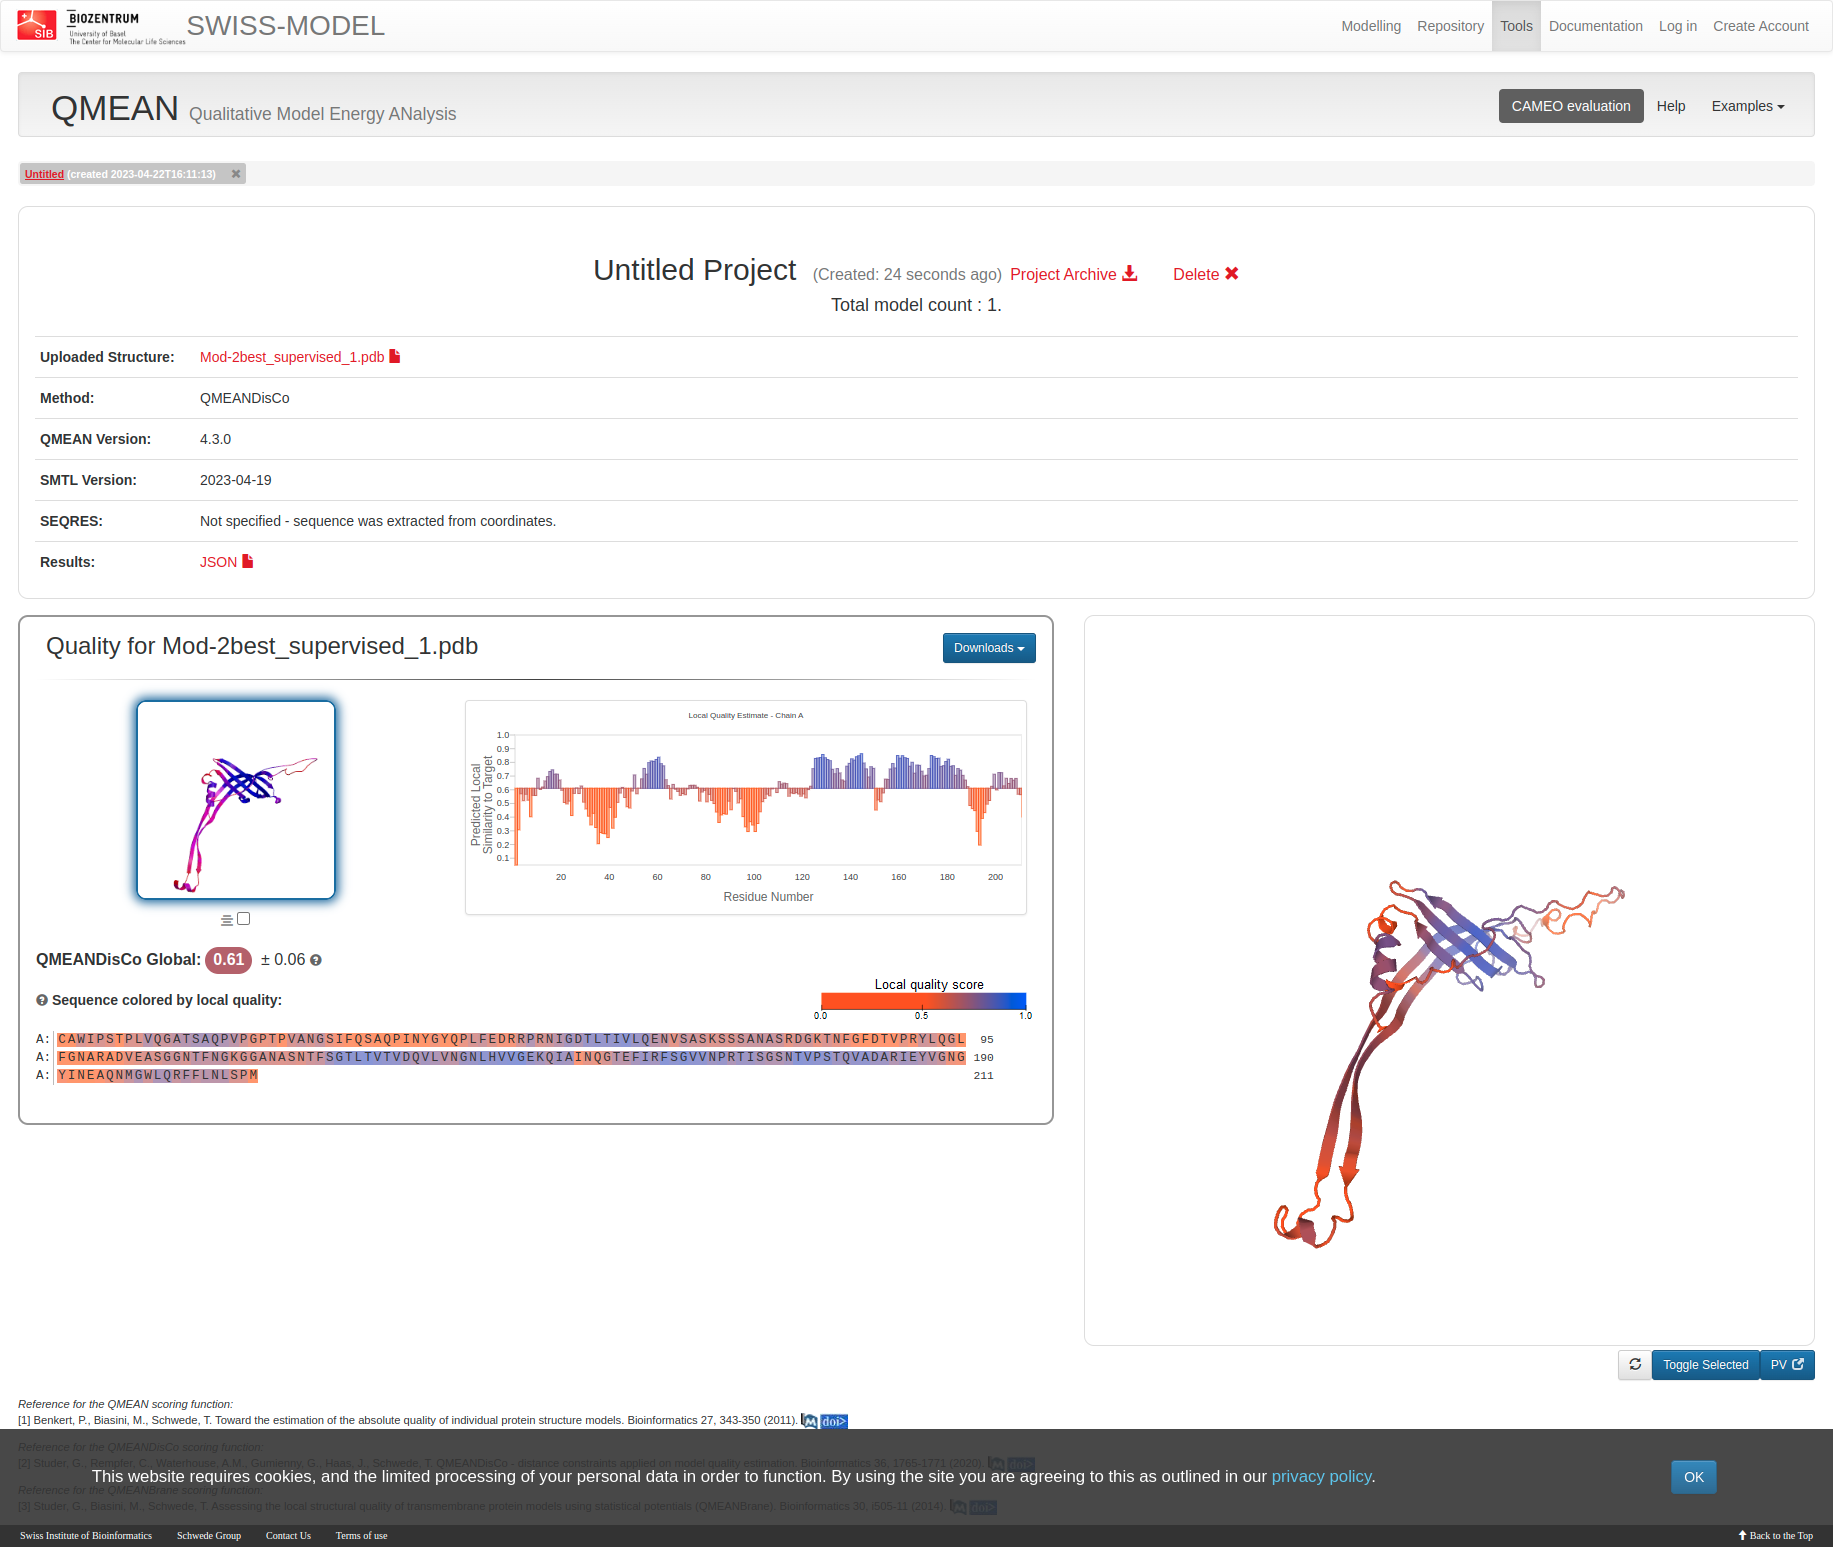 SIB
BIOZENTRUM
University of Basel
The Center for Molecular Life Sciences
SWISS-MODEL
Modelling Repository Tools Documentation Log in Create Account
QMEAN Qualitative Model Energy ANalysis
CAMEO evaluation Help Examples
Untitled (created 2023-04-22T16:11:13)
Untitled Project (Created: 24 seconds ago) Project Archive Delete
Total model count : 1.
Uploaded Structure: Mod-2best_supervised_1.pdb
Method: QMEANDisCo
QMEAN Version: 4.3.0
SMTL Version: 2023-04-19
SEQRES: Not specified - sequence was extracted from coordinates.
Results: JSON
Quality for Mod-2best_supervised_1.pdb
Downloads
Local Quality Estimate - Chain A
Predicted Local
Similarity to Target
1.0
0.9
0.8
0.7
0.6
0.5
0.4
0.3
0.2
0.1
20 40 60 80 100 120 140 160 180 200
Residue Number
QMEANDisCo Global: 0.61 ± 0.06
Sequence colored by local quality:
Local quality score
0.0 0.5 1.0
A: CAWIPSTPLVQGATSAQPVPGPTPVANGSIFQSAQPINYGYQPLFEDRRPRNIGDTLTIVLQENVSASKSSSANASRDGKTNFGFDTVPRYLQGL 95
A: FGNARADVEASGGNTFNGKGGANASNTFSGTLTVTVDQVLVNGNLHVVGEKQIAINQGTEFIRFSGVVNPRTISGSNTVPSTQVADARIEYVGNG 190
A: YINEAQNMGWLQRFFLNLSPM 211
Toggle Selected PV
Reference for the QMEAN scoring function:
[1] Benkert, P., Biasini, M., Schwede, T. Toward the estimation of the absolute quality of individual protein structure models. Bioinformatics 27, 343-350 (2011). M doi>
Reference for the QMEANDisCo scoring function:
[2] Studer, G., Rempfer, C., Waterhouse, A.M., Gumienny, G., Haas, J., Schwede, T. QMEANDisCo - distance constraints applied on model quality estimation. Bioinformatics 36, 1765-1771 (2020). M doi>
This website requires cookies, and the limited processing of your personal data in order to function. By using the site you are agreeing to this as outlined in our privacy policy.
OK
Reference for the QMEANBrane scoring function:
[3] Studer, G., Biasini, M., Schwede, T. Assessing the local structural quality of transmembrane protein models using statistical potentials (QMEANBrane). Bioinformatics 30, i505-11 (2014). M doi>
Swiss Institute of Bioinformatics Schwede Group Contact Us Terms of use Back to the Top